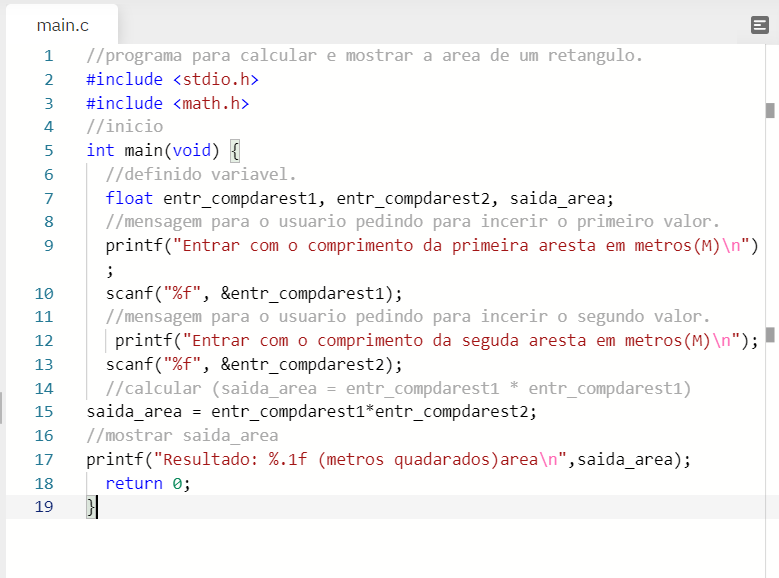 main.c
1 //programa para calcular e mostrar a area de um retangulo.
2 #include <stdio.h>
3 #include <math.h>
4 //inicio
5 int main(void) {
6 //definido variavel.
7 float entr_compdarest1, entr_compdarest2, saida_area;
8 //mensagem para o usuario pedindo para incerir o primeiro valor.
9 printf("Entrar com o comprimento da primeira aresta em metros(M)\n")
;
10 scanf("%f", &entr_compdarest1);
11 //mensagem para o usuario pedindo para incerir o segundo valor.
12 printf("Entrar com o comprimento da seguda aresta em metros(M)\n");
13 scanf("%f", &entr_compdarest2);
14 //calcular (saida_area = entr_compdarest1 * entr_compdarest1)
15 saida_area = entr_compdarest1*entr_compdarest2;
16 //mostrar saida_area
17 printf("Resultado: %.1f (metros quadarados)area\n",saida_area);
18 return 0;
19 }